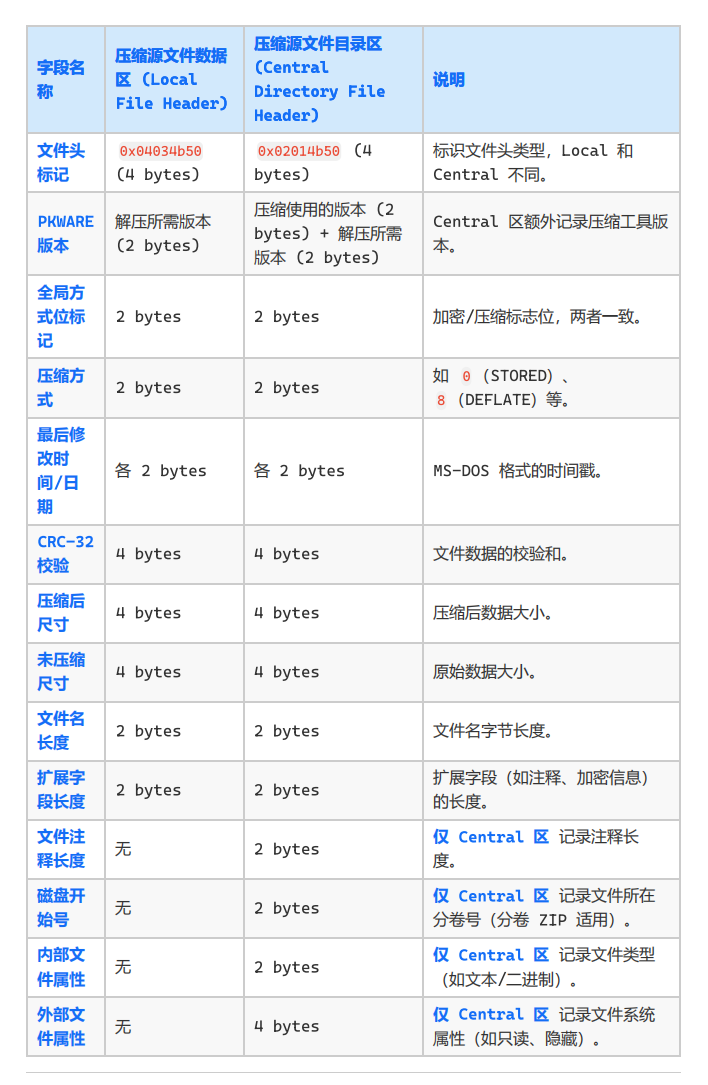 字段名称
压缩源文件数据区 (Local File Header)
压缩源文件目录区 (Central Directory File Header)
说明
文件头标记
0x04034b50 (4 bytes)
0x02014b50 (4 bytes)
标识文件头类型，Local 和 Central 不同。
PKWARE 版本
解压所需版本 (2 bytes)
压缩使用的版本 (2 bytes) + 解压所需版本 (2 bytes)
Central 区额外记录压缩工具版本。
全局方式位标记
2 bytes
2 bytes
加密/压缩标志位，两者一致。
压缩方式
2 bytes
2 bytes
如 0（STORED）、8（DEFLATE）等。
最后修改时间/日期
各 2 bytes
各 2 bytes
MS-DOS 格式的时间戳。
CRC-32 校验
4 bytes
4 bytes
文件数据的校验和。
压缩后尺寸
4 bytes
4 bytes
压缩后数据大小。
未压缩尺寸
4 bytes
4 bytes
原始数据大小。
文件名长度
2 bytes
2 bytes
文件名字节长度。
扩展字段长度
2 bytes
2 bytes
扩展字段（如注释、加密信息）的长度。
文件注释长度
无
2 bytes
仅 Central 区 记录注释长度。
磁盘开始号
无
2 bytes
仅 Central 区 记录文件所在分卷号（分卷 ZIP 适用）。
内部文件属性
无
2 bytes
仅 Central 区 记录文件类型（如文本/二进制）。
外部文件属性
无
4 bytes
仅 Central 区 记录文件系统属性（如只读、隐藏）。